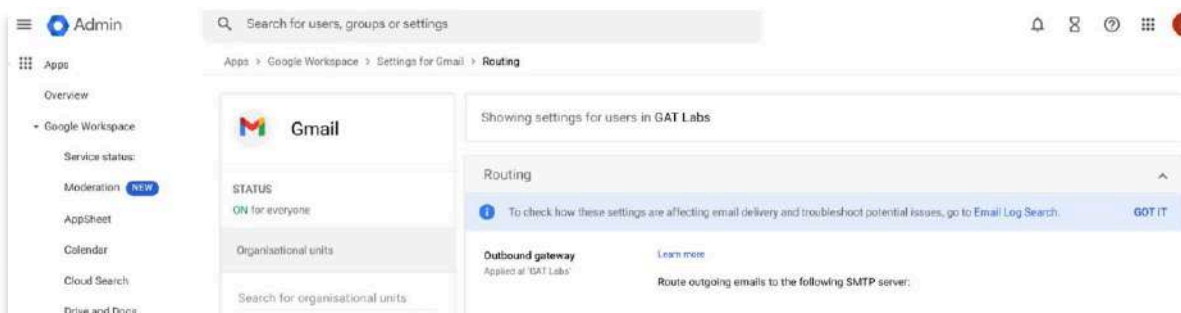 Admin
Search for users, groups or settings
Apps
Apps > Google Workspace > Settings for Gmail > Routing
Overview
Google Workspace
Service status:
Moderation NEW
AppSheet
Calendar
Cloud Search
Drive and Docs
Gmail
STATUS
ON for everyone
Organisational units
Search for organisational units
Showing settings for users in GAT Labs
Routing
To check how these settings are affecting email delivery and troubleshoot potential issues, go to Email Log Search. GOT IT
Outbound gateway
Applied at 'GAT Labs'
Learn more
Route outgoing emails to the following SMTP server: